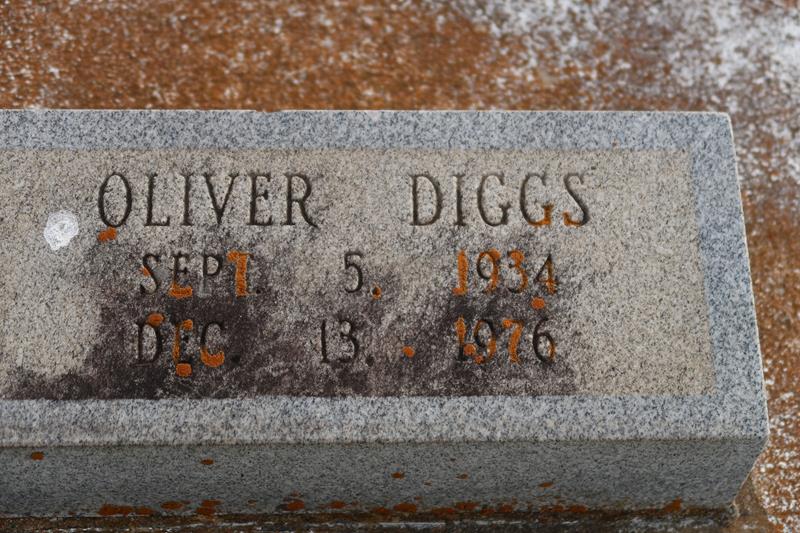 OLIVER DIGGS
SEPT. 5, 1934
DEC. 13, 1976